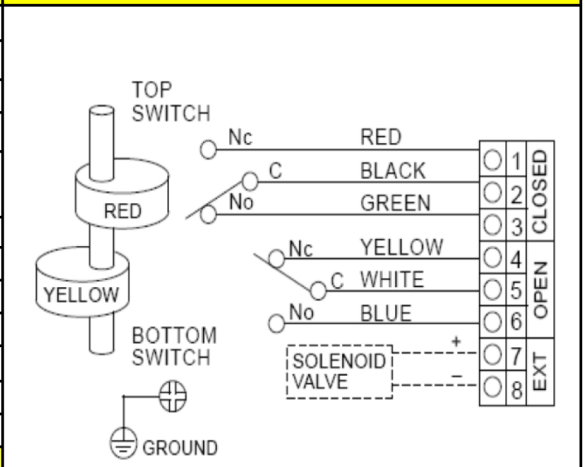 TOP
SWITCH
Nc RED
C BLACK
No GREEN
RED
1
2
3
CLOSED
Nc YELLOW
C WHITE
No BLUE
YELLOW
4
5
6
OPEN
BOTTOM
SWITCH
SOLENOID
VALVE
+
−
7
8
EXT
GROUND